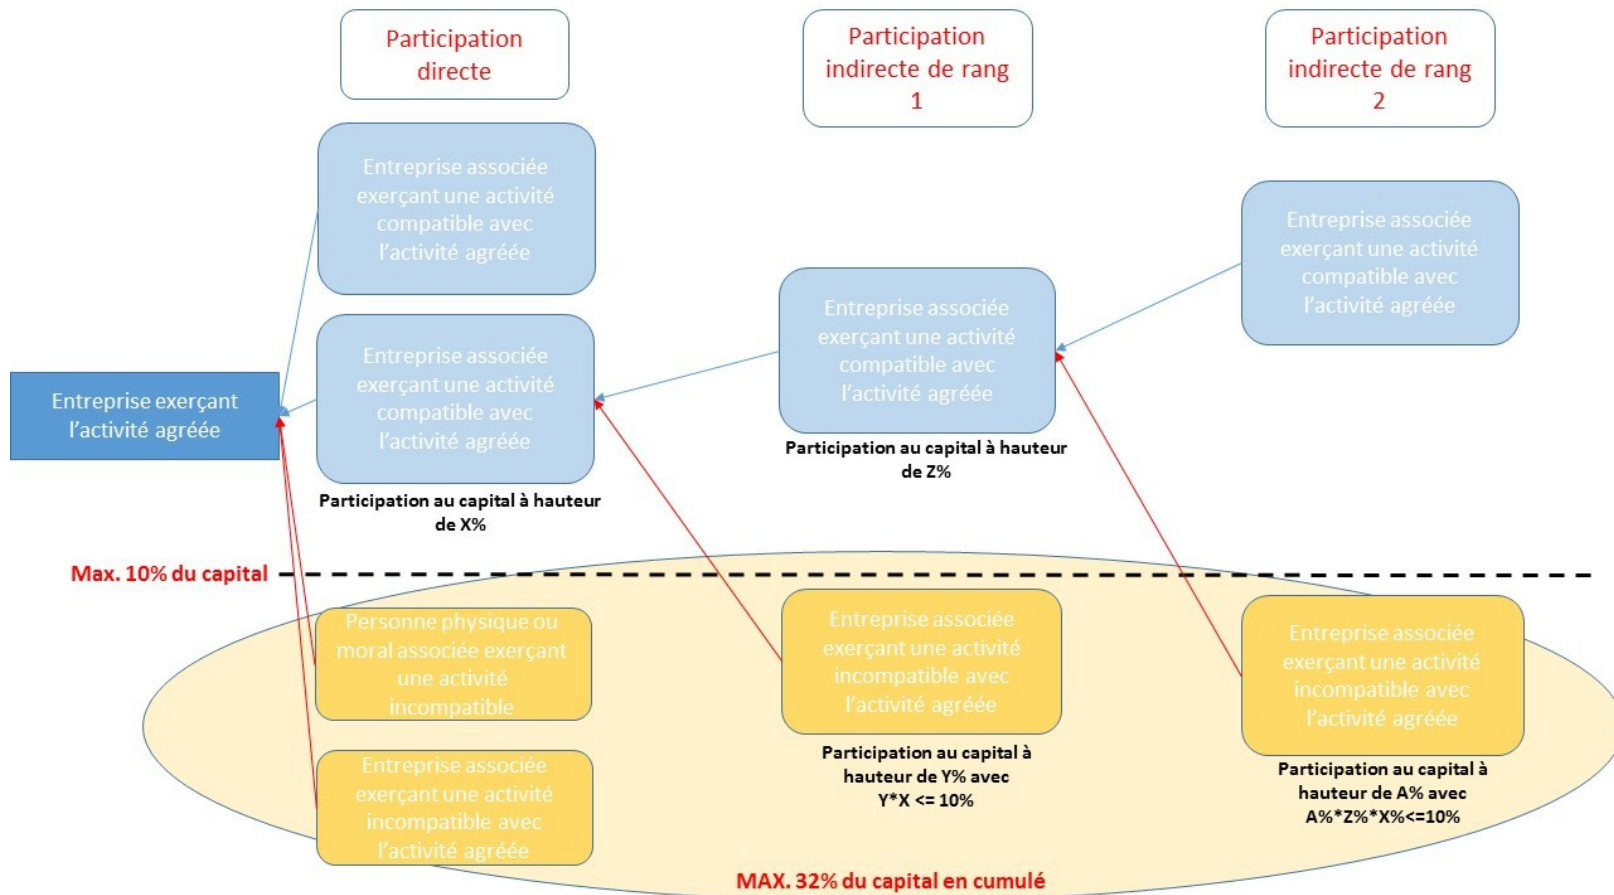 Participation
directe
Participation
indirecte de rang
1
Participation
indirecte de rang
2
Entreprise associée
exerçant une activité
compatible avec
l'activité agréée
Entreprise associée
exerçant une activité
compatible avec
l'activité agréée
Entreprise associée
exerçant une activité
compatible avec
l'activité agréée
Entreprise associée
exerçant une activité
compatible avec
l'activité agréée
Entreprise exerçant
l'activité agréée
Participation au capital à hauteur
de X%
Participation au capital à hauteur
de Z%
Max. 10% du capital
Personne physique ou
moral associée exerçant
une activité
incompatible
Entreprise associée
exerçant une activité
incompatible avec
l'activité agréée
Entreprise associée
exerçant une activité
incompatible avec
l'activité agréée
Participation au capital à
hauteur de Y% avec
Y*X <= 10%
Participation au capital à
hauteur de A% avec
A%*Z%*X%<=10%
Entreprise associée
exerçant une activité
incompatible avec
l'activité agréée
MAX. 32% du capital en cumulé